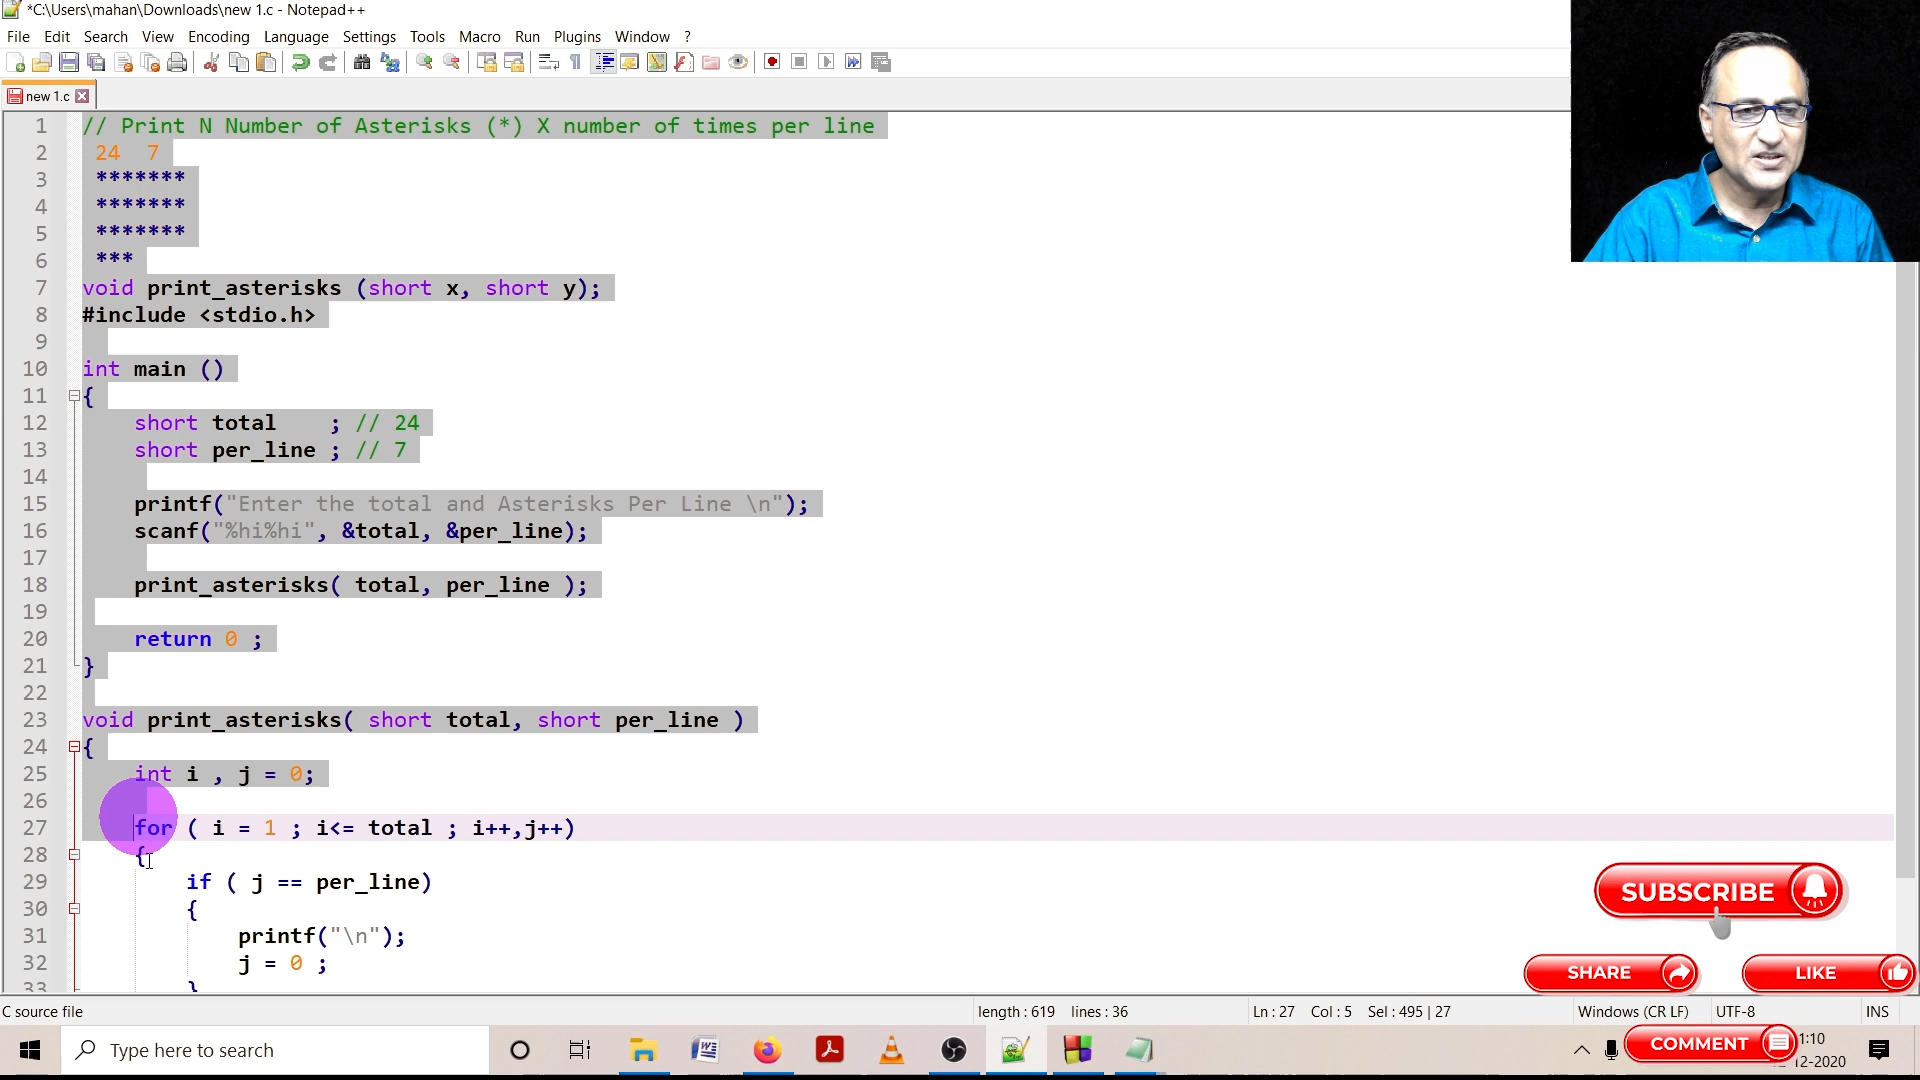 *C:\Users\mahan\Downloads\new 1.c - Notepad++
File Edit Search View Encoding Language Settings Tools Macro Run Plugins Window ?
new 1.c
1 // Print N Number of Asterisks (*) X number of times per line
2 24 7
3 *******
4 *******
5 *******
6 ***
7 void print_asterisks (short x, short y);
8 #include <stdio.h>
9
10 int main ()
11 {
12 short total ; // 24
13 short per_line ; // 7
14
15 printf("Enter the total and Asterisks Per Line \n");
16 scanf("%hi%hi", &total, &per_line);
17
18 print_asterisks( total, per_line );
19
20 return 0 ;
21 }
22
23 void print_asterisks( short total, short per_line )
24 {
25 int i , j = 0;
26
27 for ( i = 1 ; i<= total ; i++,j++)
28 {
29 if ( j == per_line)
30 {
31 printf("\n");
32 j = 0 ;
33 }
SUBSCRIBE
SHARE LIKE
C source file length : 619 lines : 36 Ln : 27 Col : 5 Sel : 495 | 27 Windows (CR LF) UTF-8 INS
Type here to search
COMMENT
1:10
12-2020